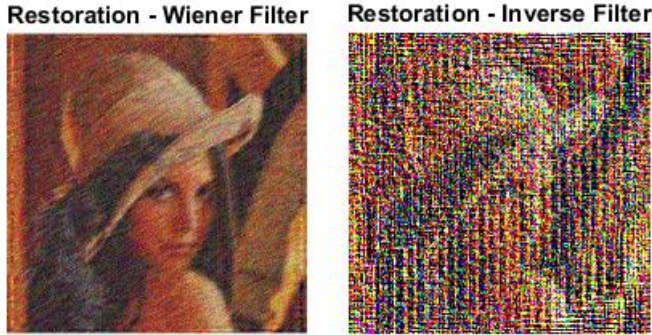 Restoration - Wiener Filter
Restoration - Inverse Filter